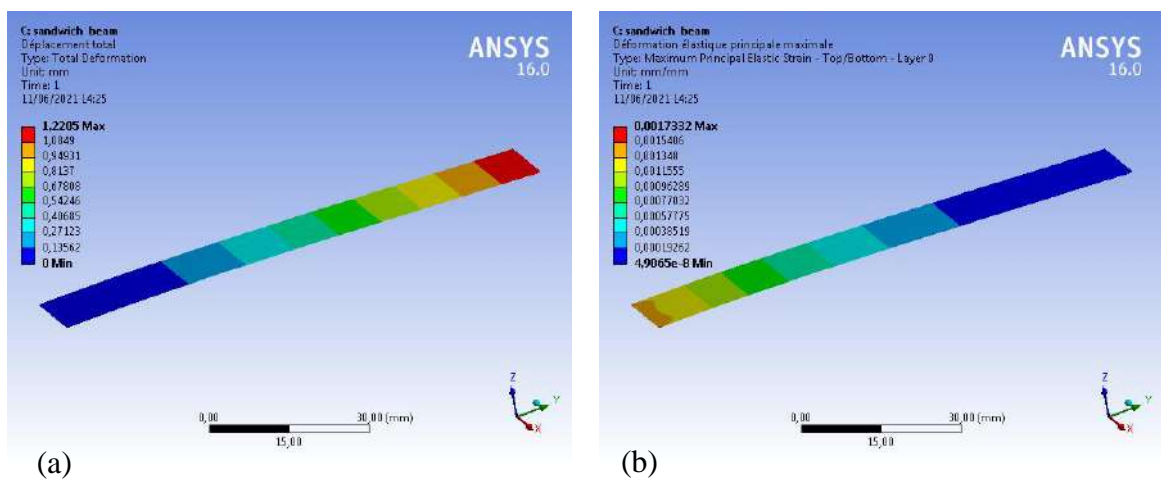 C: sandwich_beam
Déplacement total
Type: Total Deformation
Unit: mm
Time: 1
11/06/2021 14:25
1,2205 Max
1,0849
0,94931
0,8137
0,67808
0,54246
0,40685
0,27123
0,13562
0 Min
ANSYS
16.0
0,00
30,00 (mm)
15,00
Z
Y
X
(a)
C: sandwich_beam
Déformation élastique principale maximale
Type: Maximum Principal Elastic Strain - Top/Bottom - Layer 0
Unit: mm/mm
Time: 1
11/06/2021 14:25
0,0017332 Max
0,0015406
0,001348
0,0011555
0,00096289
0,00077032
0,00057775
0,00038519
0,00019262
4,9065e-8 Min
ANSYS
16.0
0,00
30,00 (mm)
15,00
Z
Y
X
(b)